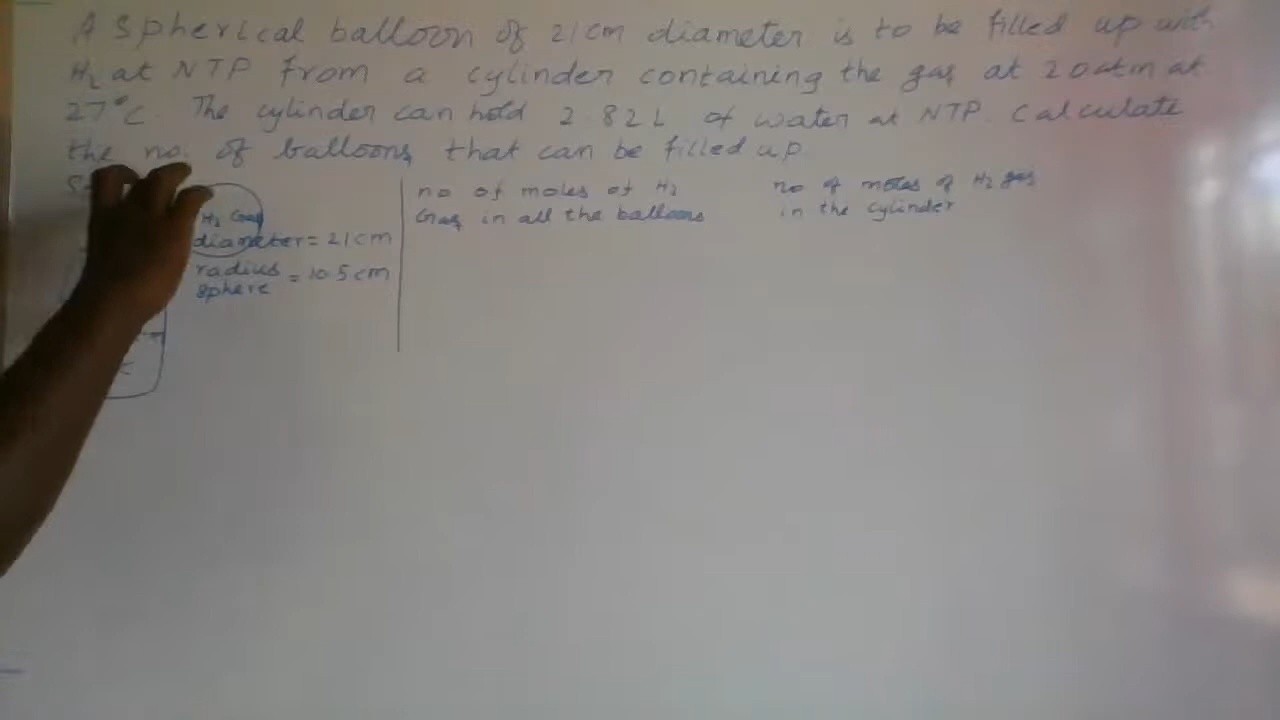 A spherical balloon of 21cm diameter is to be filled up with
H2 at NTP from a cylinder containing the gas at 20atm at
27°C. The cylinder can hold 2.82L of water at NTP. Calculate
the no. of balloons that can be filled up.
H2 Gas
diameter = 21cm
radius = 10.5cm
sphere
no of moles of H2
Gas in all the balloons
no of moles of H2 gas
in the cylinder